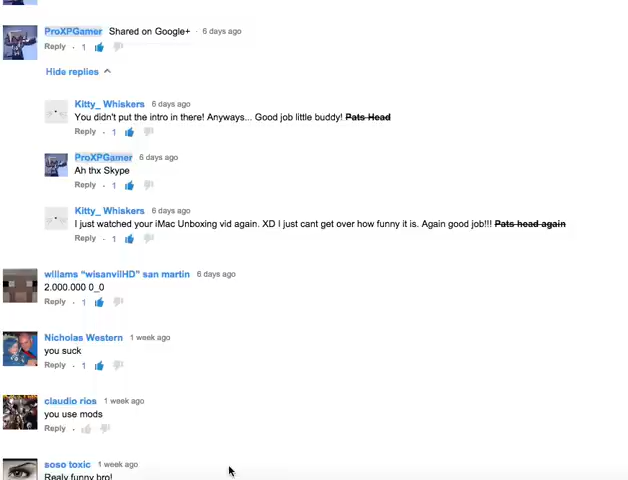 ProXPGamer Shared on Google+ · 6 days ago
Reply · 1
Hide replies
Kitty_ Whiskers 6 days ago
You didn't put the intro in there! Anyways... Good job little buddy! Pats Head
Reply · 1
ProXPGamer 6 days ago
Ah thx Skype
Reply · 1
Kitty_ Whiskers 6 days ago
I just watched your iMac Unboxing vid again. XD I just cant get over how funny it is. Again good job!!! Pats head again
Reply · 1
wllams “wisanvilHD” san martin 6 days ago
2.000.000 0_0
Reply · 1
Nicholas Western 1 week ago
you suck
Reply · 1
claudio rios 1 week ago
you use mods
Reply ·
soso toxic 1 week ago
Realy funny bro!